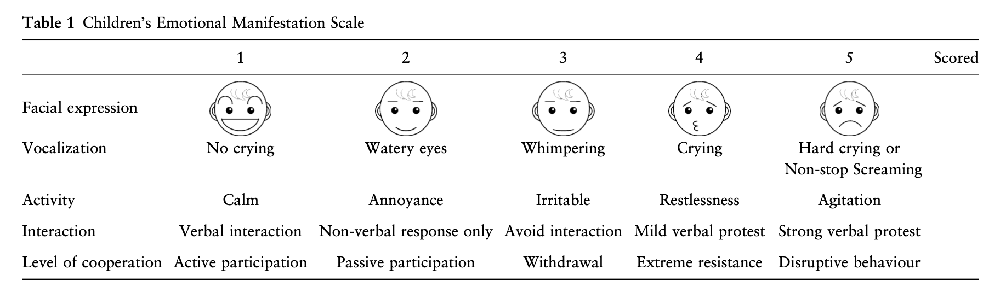 Table 1 Children’s Emotional Manifestation Scale
1 2 3 4 5 Scored
Facial expression
Vocalization No crying Watery eyes Whimpering Crying Hard crying or
Non-stop Screaming
Activity Calm Annoyance Irritable Restlessness Agitation
Interaction Verbal interaction Non-verbal response only Avoid interaction Mild verbal protest Strong verbal protest
Level of cooperation Active participation Passive participation Withdrawal Extreme resistance Disruptive behaviour